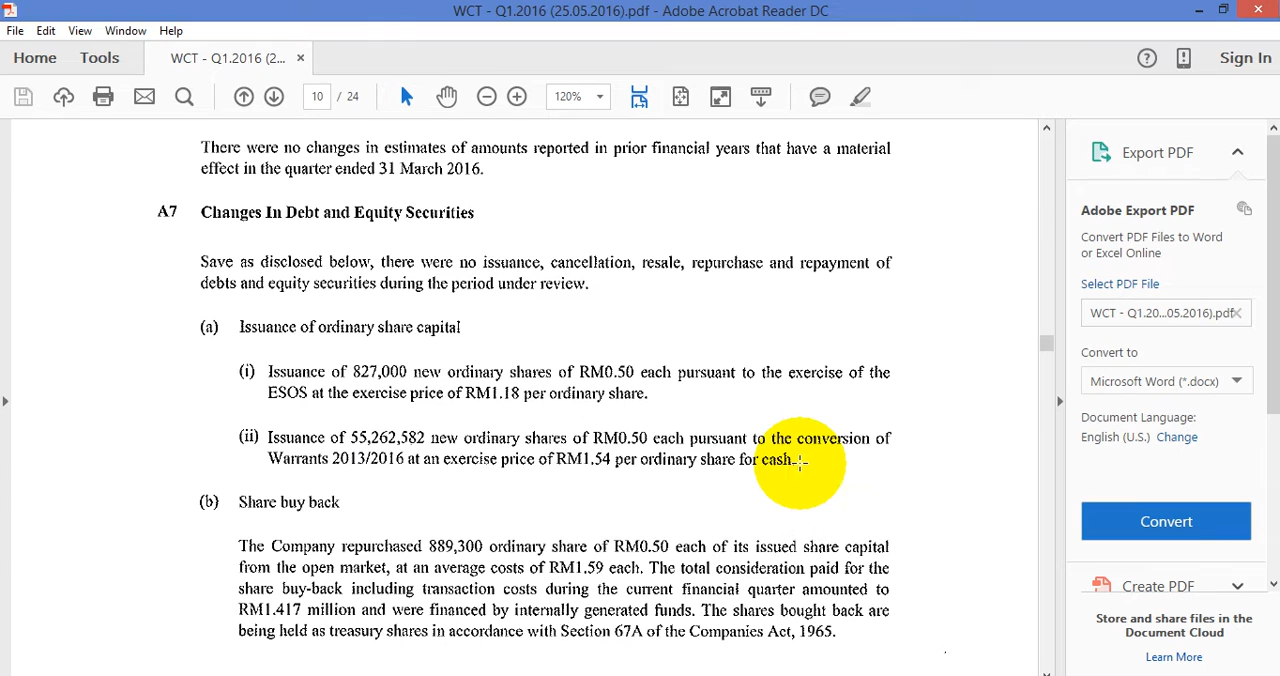 WCT - Q1.2016 (25.05.2016).pdf - Adobe Acrobat Reader DC
File Edit View Window Help
Home Tools WCT - Q1.2016 (2... × Sign In
10 / 24 120%
There were no changes in estimates of amounts reported in prior financial years that have a material
effect in the quarter ended 31 March 2016.
A7 Changes In Debt and Equity Securities
Save as disclosed below, there were no issuance, cancellation, resale, repurchase and repayment of
debts and equity securities during the period under review.
(a) Issuance of ordinary share capital
(i) Issuance of 827,000 new ordinary shares of RM0.50 each pursuant to the exercise of the
ESOS at the exercise price of RM1.18 per ordinary share.
(ii) Issuance of 55,262,582 new ordinary shares of RM0.50 each pursuant to the conversion of
Warrants 2013/2016 at an exercise price of RM1.54 per ordinary share for cash.
(b) Share buy back
The Company repurchased 889,300 ordinary share of RM0.50 each of its issued share capital
from the open market, at an average costs of RM1.59 each. The total consideration paid for the
share buy-back including transaction costs during the current financial quarter amounted to
RM1.417 million and were financed by internally generated funds. The shares bought back are
being held as treasury shares in accordance with Section 67A of the Companies Act, 1965.
Export PDF
Adobe Export PDF
Convert PDF Files to Word
or Excel Online
Select PDF File
WCT - Q1.20...05.2016).pdf
Convert to
Microsoft Word (*.docx)
Document Language:
English (U.S.) Change
Convert
Create PDF
Store and share files in the
Document Cloud
Learn More